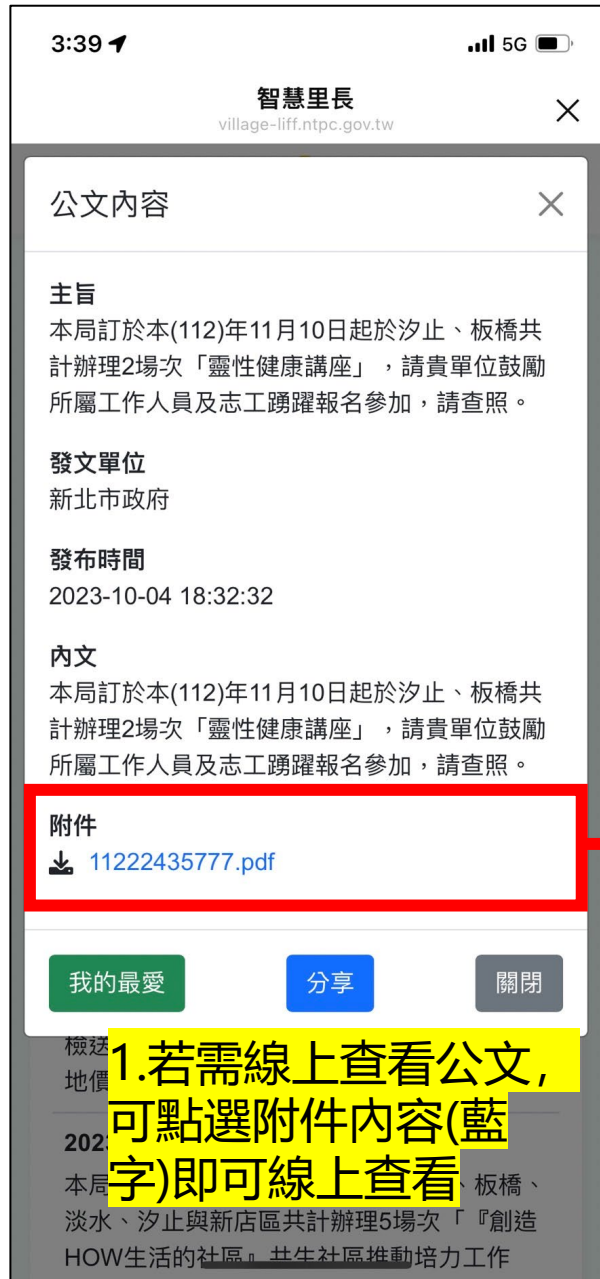 3:39
5G
智慧里長
village-liff.ntpc.gov.tw
公文內容
主旨
本局訂於本(112)年11月10日起於汐止、板橋共
計辦理2場次「靈性健康講座」，請貴單位鼓勵
所屬工作人員及志工踴躍報名參加，請查照。
發文單位
新北市政府
發布時間
2023-10-04 18:32:32
內文
本局訂於本(112)年11月10日起於汐止、板橋共
計辦理2場次「靈性健康講座」，請貴單位鼓勵
所屬工作人員及志工踴躍報名參加，請查照。
附件
11222435777.pdf
我的最愛
分享
關閉
檢送
地價
1.若需線上查看公文,
可點選附件內容(藍
字)即可線上查看
202
本局
、板橋、
淡水、汐止與新店區共計辦理5場次「『創造
HOW生活的社區』共生社區推動培力工作